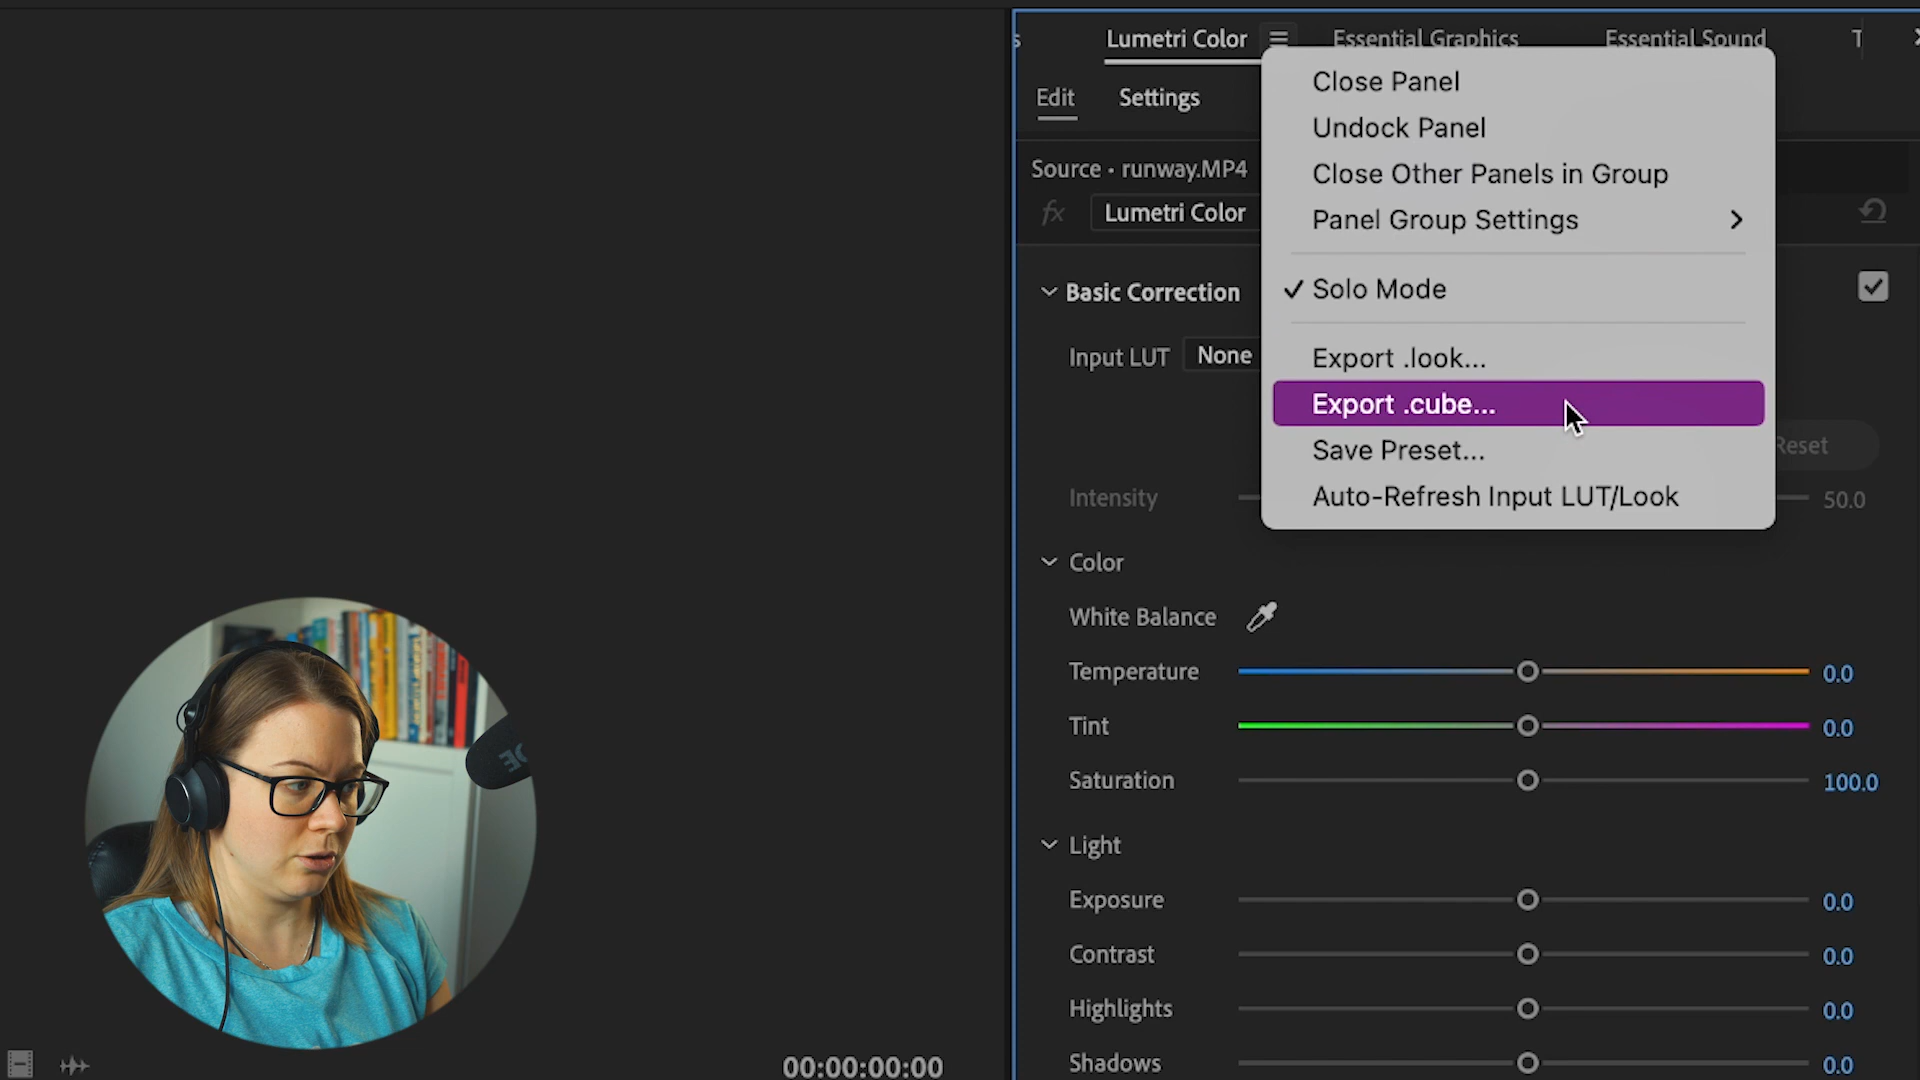 Lumetri Color
Essential Graphics
Essential Sound
T
Edit
Settings
Source • runway.MP4
fx
Lumetri Color
Close Panel
Undock Panel
Close Other Panels in Group
Panel Group Settings
Solo Mode
Export .look...
Export .cube...
Save Preset...
Auto-Refresh Input LUT/Look
Basic Correction
Input LUT
None
Reset
Intensity
50.0
Color
White Balance
Temperature
0.0
Tint
0.0
Saturation
100.0
Light
Exposure
0.0
Contrast
0.0
Highlights
0.0
Shadows
0.0
00:00:00:00